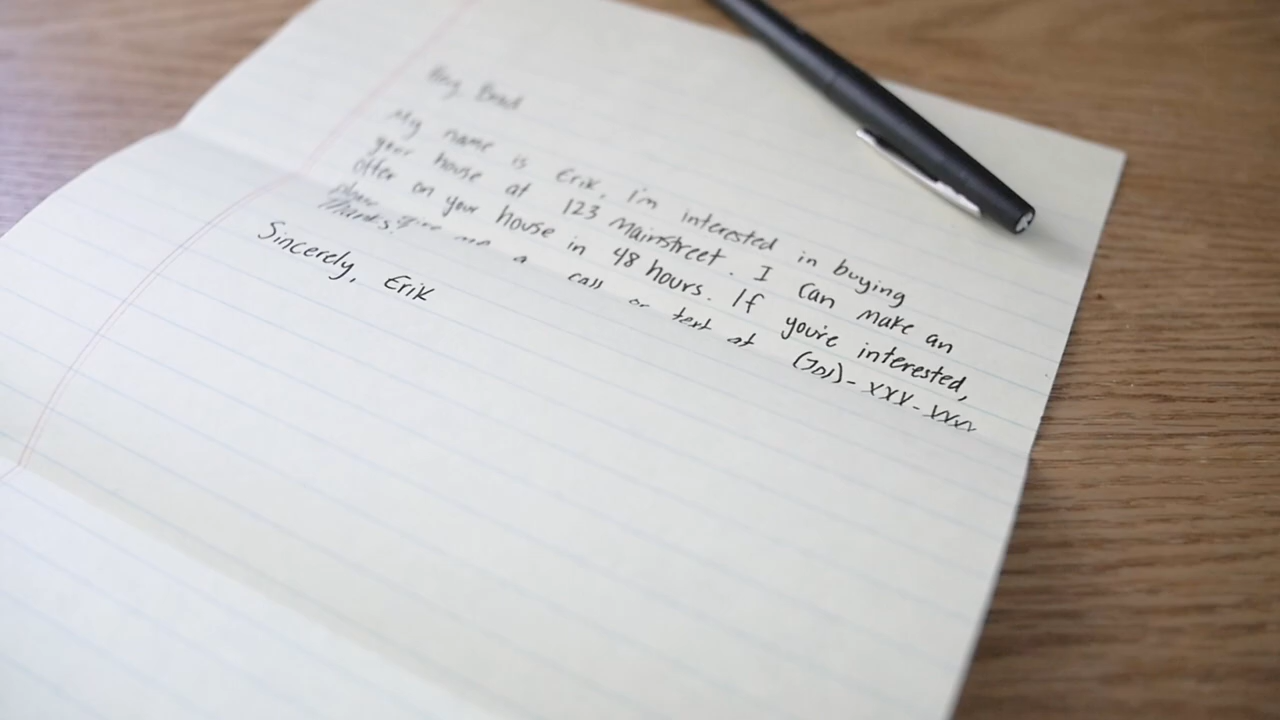 Hey Brad
My name is Erik. I'm interested in buying
your house at 123 Mainstreet. I can make an
offer on your house in 48 hours. If you're interested,
please give me a call or text at - XXX -
Thanks!
Sincerely, Erik